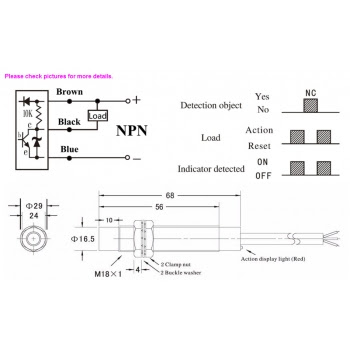 Please check pictures for more details.
Brown
10K
Load
Black
NPN
Blue
e
c
+
−
Detection object
Yes
No
NC
Load
Action
Reset
Indicator detected
ON
OFF
68
56
Φ29
24
10
Φ16.5
M18×1
4
2 Clamp nut
2 Buckle washer
Action display light (Red)